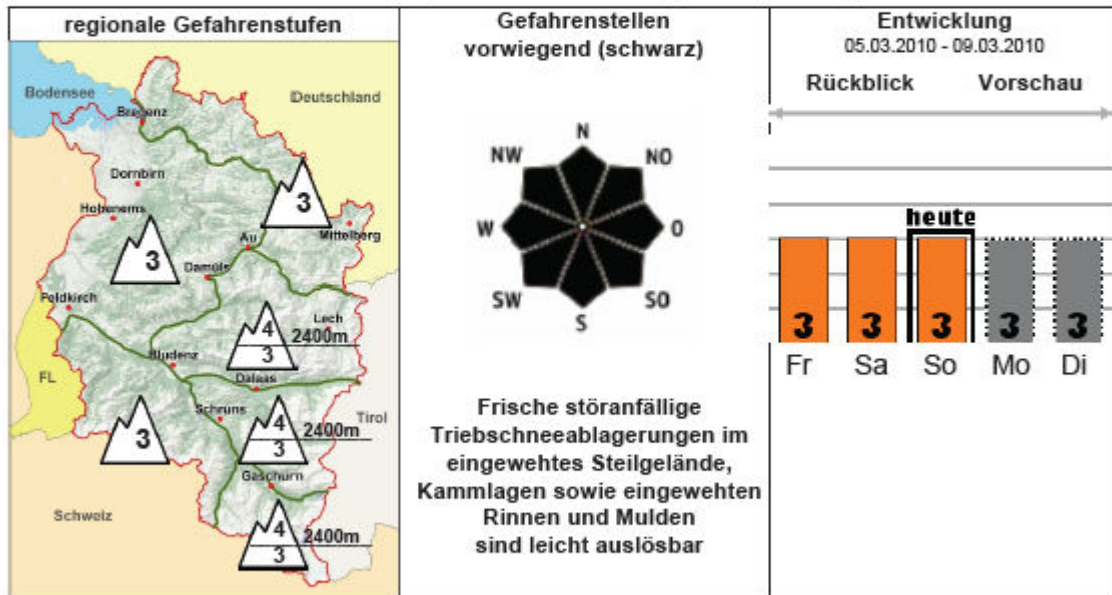 regionale Gefahrenstufen
Bodensee
Deutschland
Bregenz
Dornbirn
3
Hohenems
Mittelberg
3
Au
Damüls
Feldkirch
4
2400m
Lech
3
Bludenz
FL
Dalaas
Schruns
Tirol
4
2400m
3
3
Gaschurn
Schweiz
4
2400m
3
Gefahrenstellen
vorwiegend (schwarz)
N
NW
NO
W
O
SW
SO
S
Frische störanfällige
Triebschneeablagerungen im
eingewehtes Steilgelände,
Kammlagen sowie eingewehten
Rinnen und Mulden
sind leicht auslösbar
Entwicklung
05.03.2010 - 09.03.2010
Rückblick Vorschau
heute
3 3 3 3 3
Fr Sa So Mo Di